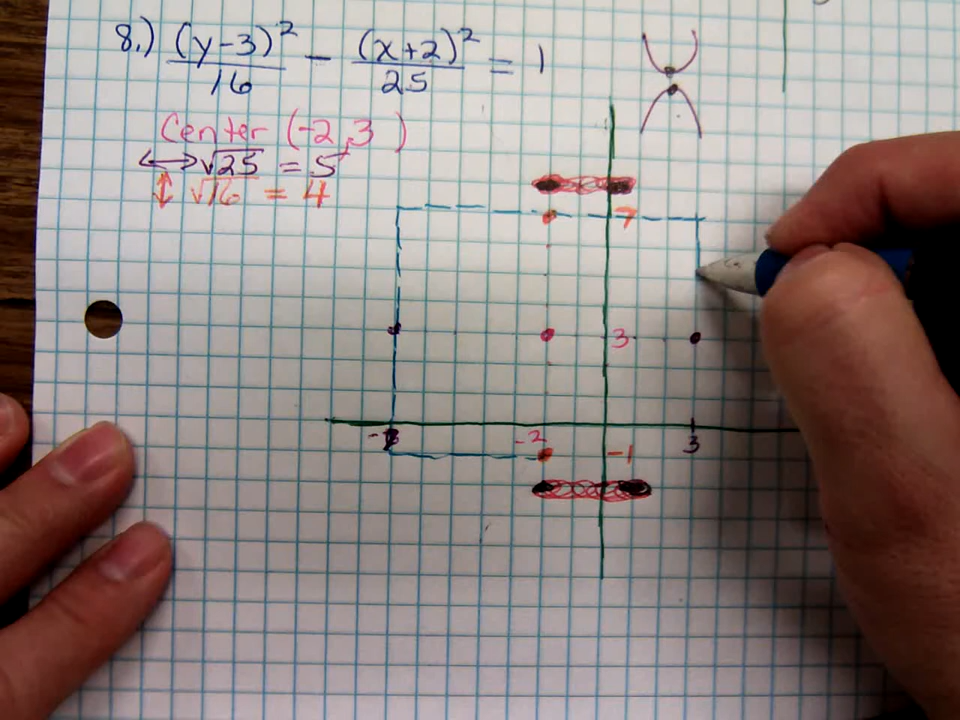 8.) (y-3)²/16 - (x+2)²/25 = 1
Center (-2,3)
↔ √25 = 5
↕ √16 = 4
7
3
-2
-1
3